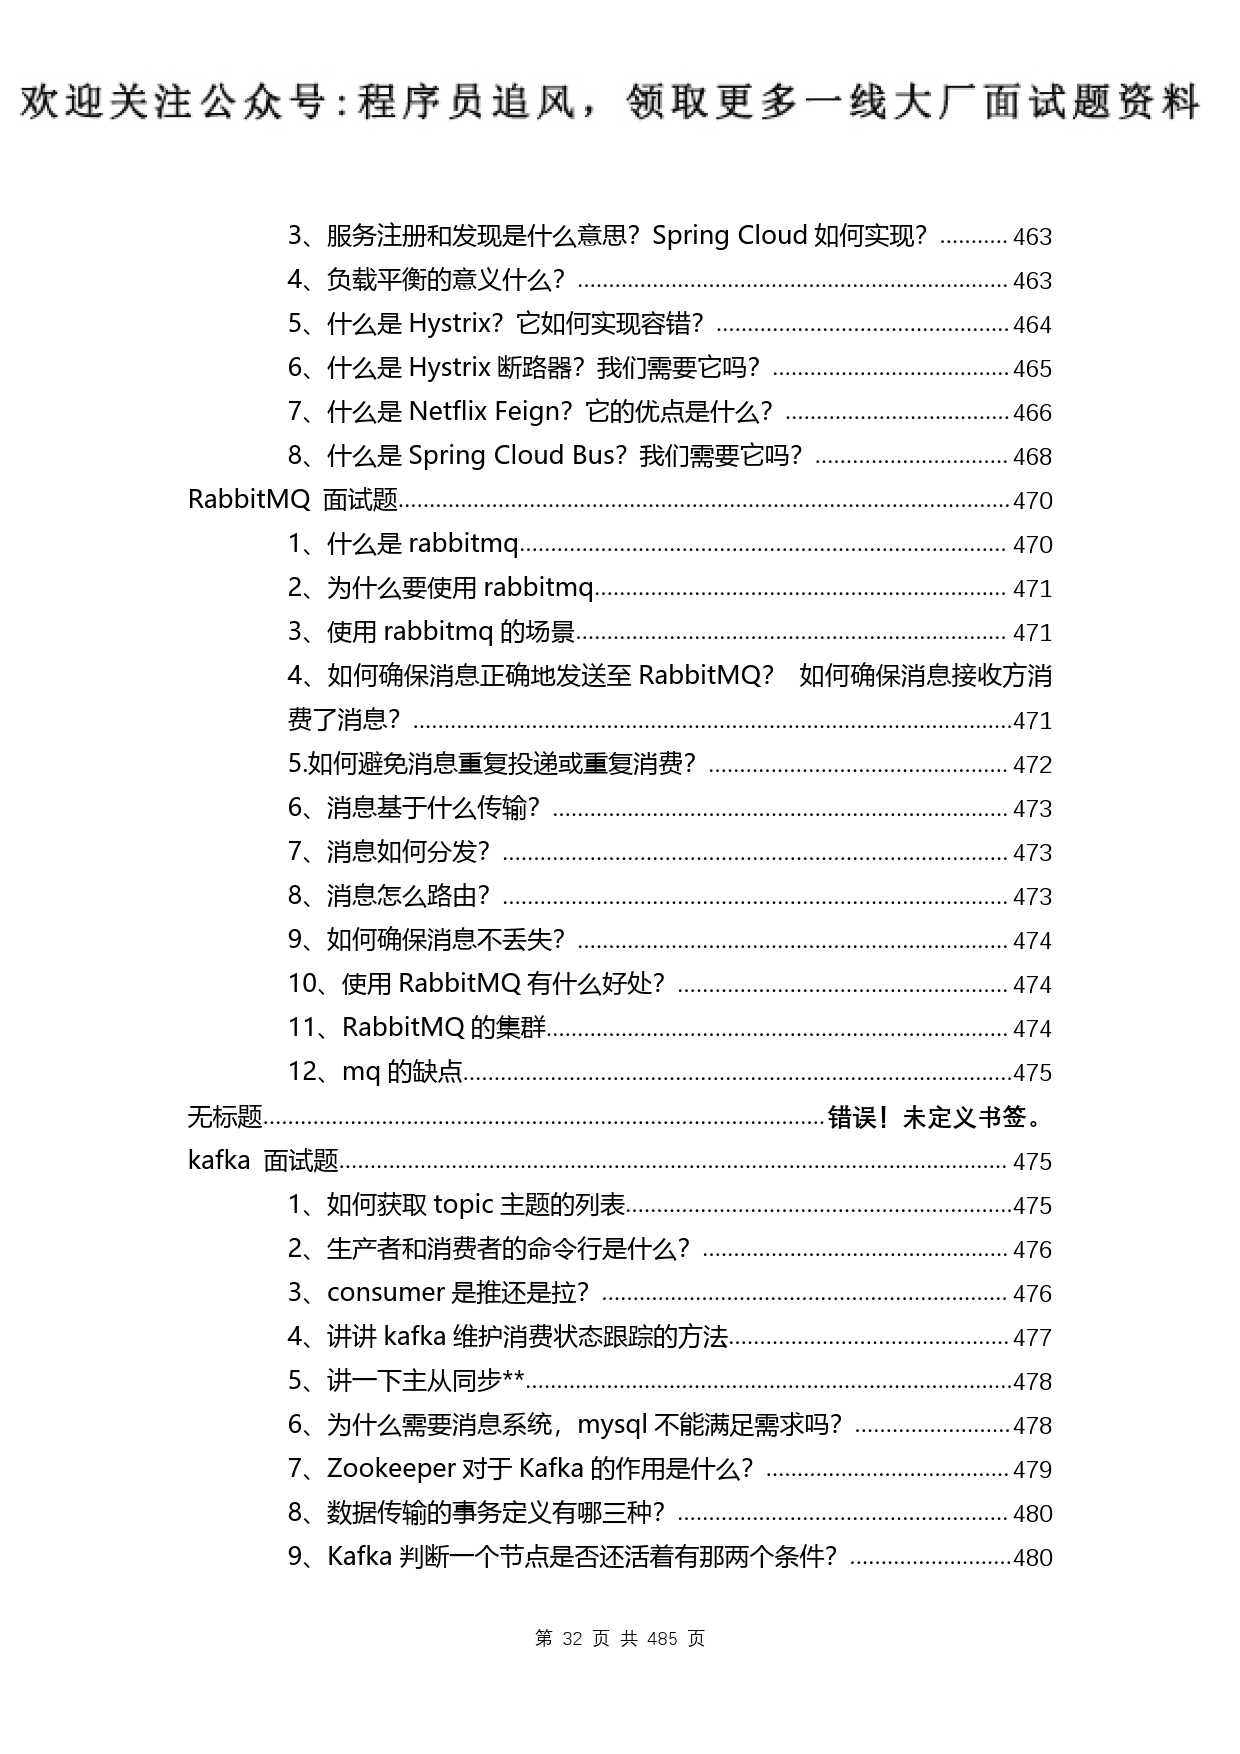 欢迎关注公众号:程序员追风，领取更多一线大厂面试题资料
3、服务注册和发现是什么意思？Spring Cloud 如何实现？ ........... 463
4、负载平衡的意义什么？ ..................................................................... 463
5、什么是 Hystrix？它如何实现容错？ ............................................... 464
6、什么是 Hystrix 断路器？我们需要它吗？ ...................................... 465
7、什么是 Netflix Feign？它的优点是什么？ .................................... 466
8、什么是 Spring Cloud Bus？我们需要它吗？ ............................... 468
RabbitMQ 面试题.................................................................................................. 470
1、什么是 rabbitmq.............................................................................. 470
2、为什么要使用 rabbitmq.................................................................. 471
3、使用 rabbitmq 的场景..................................................................... 471
4、如何确保消息正确地发送至 RabbitMQ？ 如何确保消息接收方消
费了消息？ ................................................................................................471
5.如何避免消息重复投递或重复消费？ ................................................ 472
6、消息基于什么传输？ ......................................................................... 473
7、消息如何分发？ ................................................................................. 473
8、消息怎么路由？ ................................................................................. 473
9、如何确保消息不丢失？ ..................................................................... 474
10、使用 RabbitMQ 有什么好处？ ..................................................... 474
11、RabbitMQ 的集群.......................................................................... 474
12、mq 的缺点........................................................................................475
无标题.......................................................................................... 错误！未定义书签。
kafka 面试题........................................................................................................... 475
1、如何获取 topic 主题的列表..............................................................475
2、生产者和消费者的命令行是什么？ ................................................. 476
3、consumer 是推还是拉？ ................................................................. 476
4、讲讲 kafka 维护消费状态跟踪的方法............................................. 477
5、讲一下主从同步**..............................................................................478
6、为什么需要消息系统，mysql 不能满足需求吗？ ......................... 478
7、Zookeeper 对于 Kafka 的作用是什么？ ....................................... 479
8、数据传输的事务定义有哪三种？ ..................................................... 480
9、Kafka 判断一个节点是否还活着有那两个条件？ .......................... 480
第 32 页 共 485 页